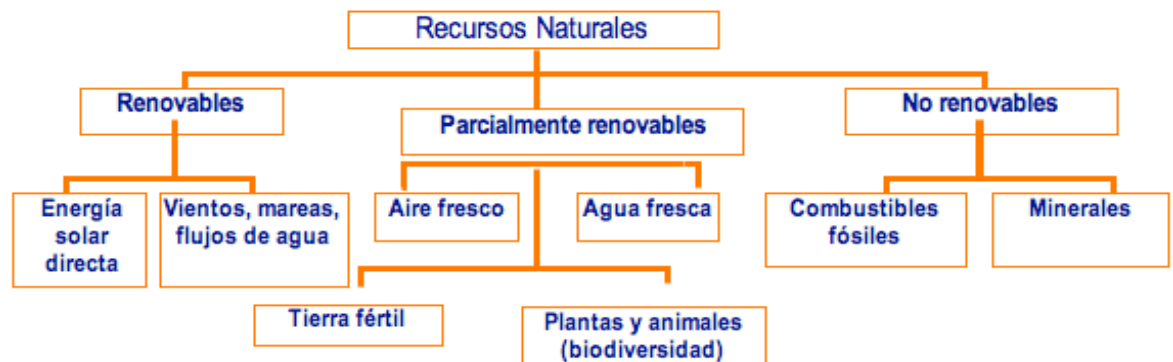 Recursos Naturales
Renovables
Parcialmente renovables
No renovables
Energía
solar
directa
Vientos, mareas,
flujos de agua
Aire fresco
Agua fresca
Combustibles
fósiles
Minerales
Tierra fértil
Plantas y animales
(biodiversidad)